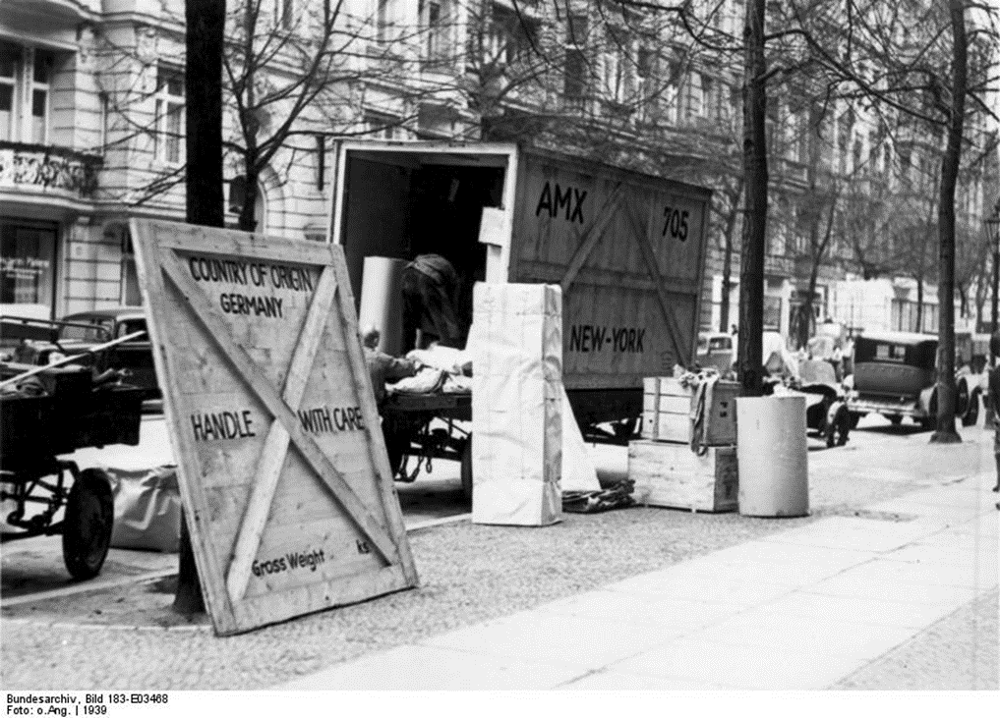 COUNTRY OF ORIGIN
GERMANY
HANDLE WITH CARE
Gross Weight ks
AMX 705
NEW-YORK
Bundesarchiv, Bild 183-E03468
Foto: o.Ang. | 1939